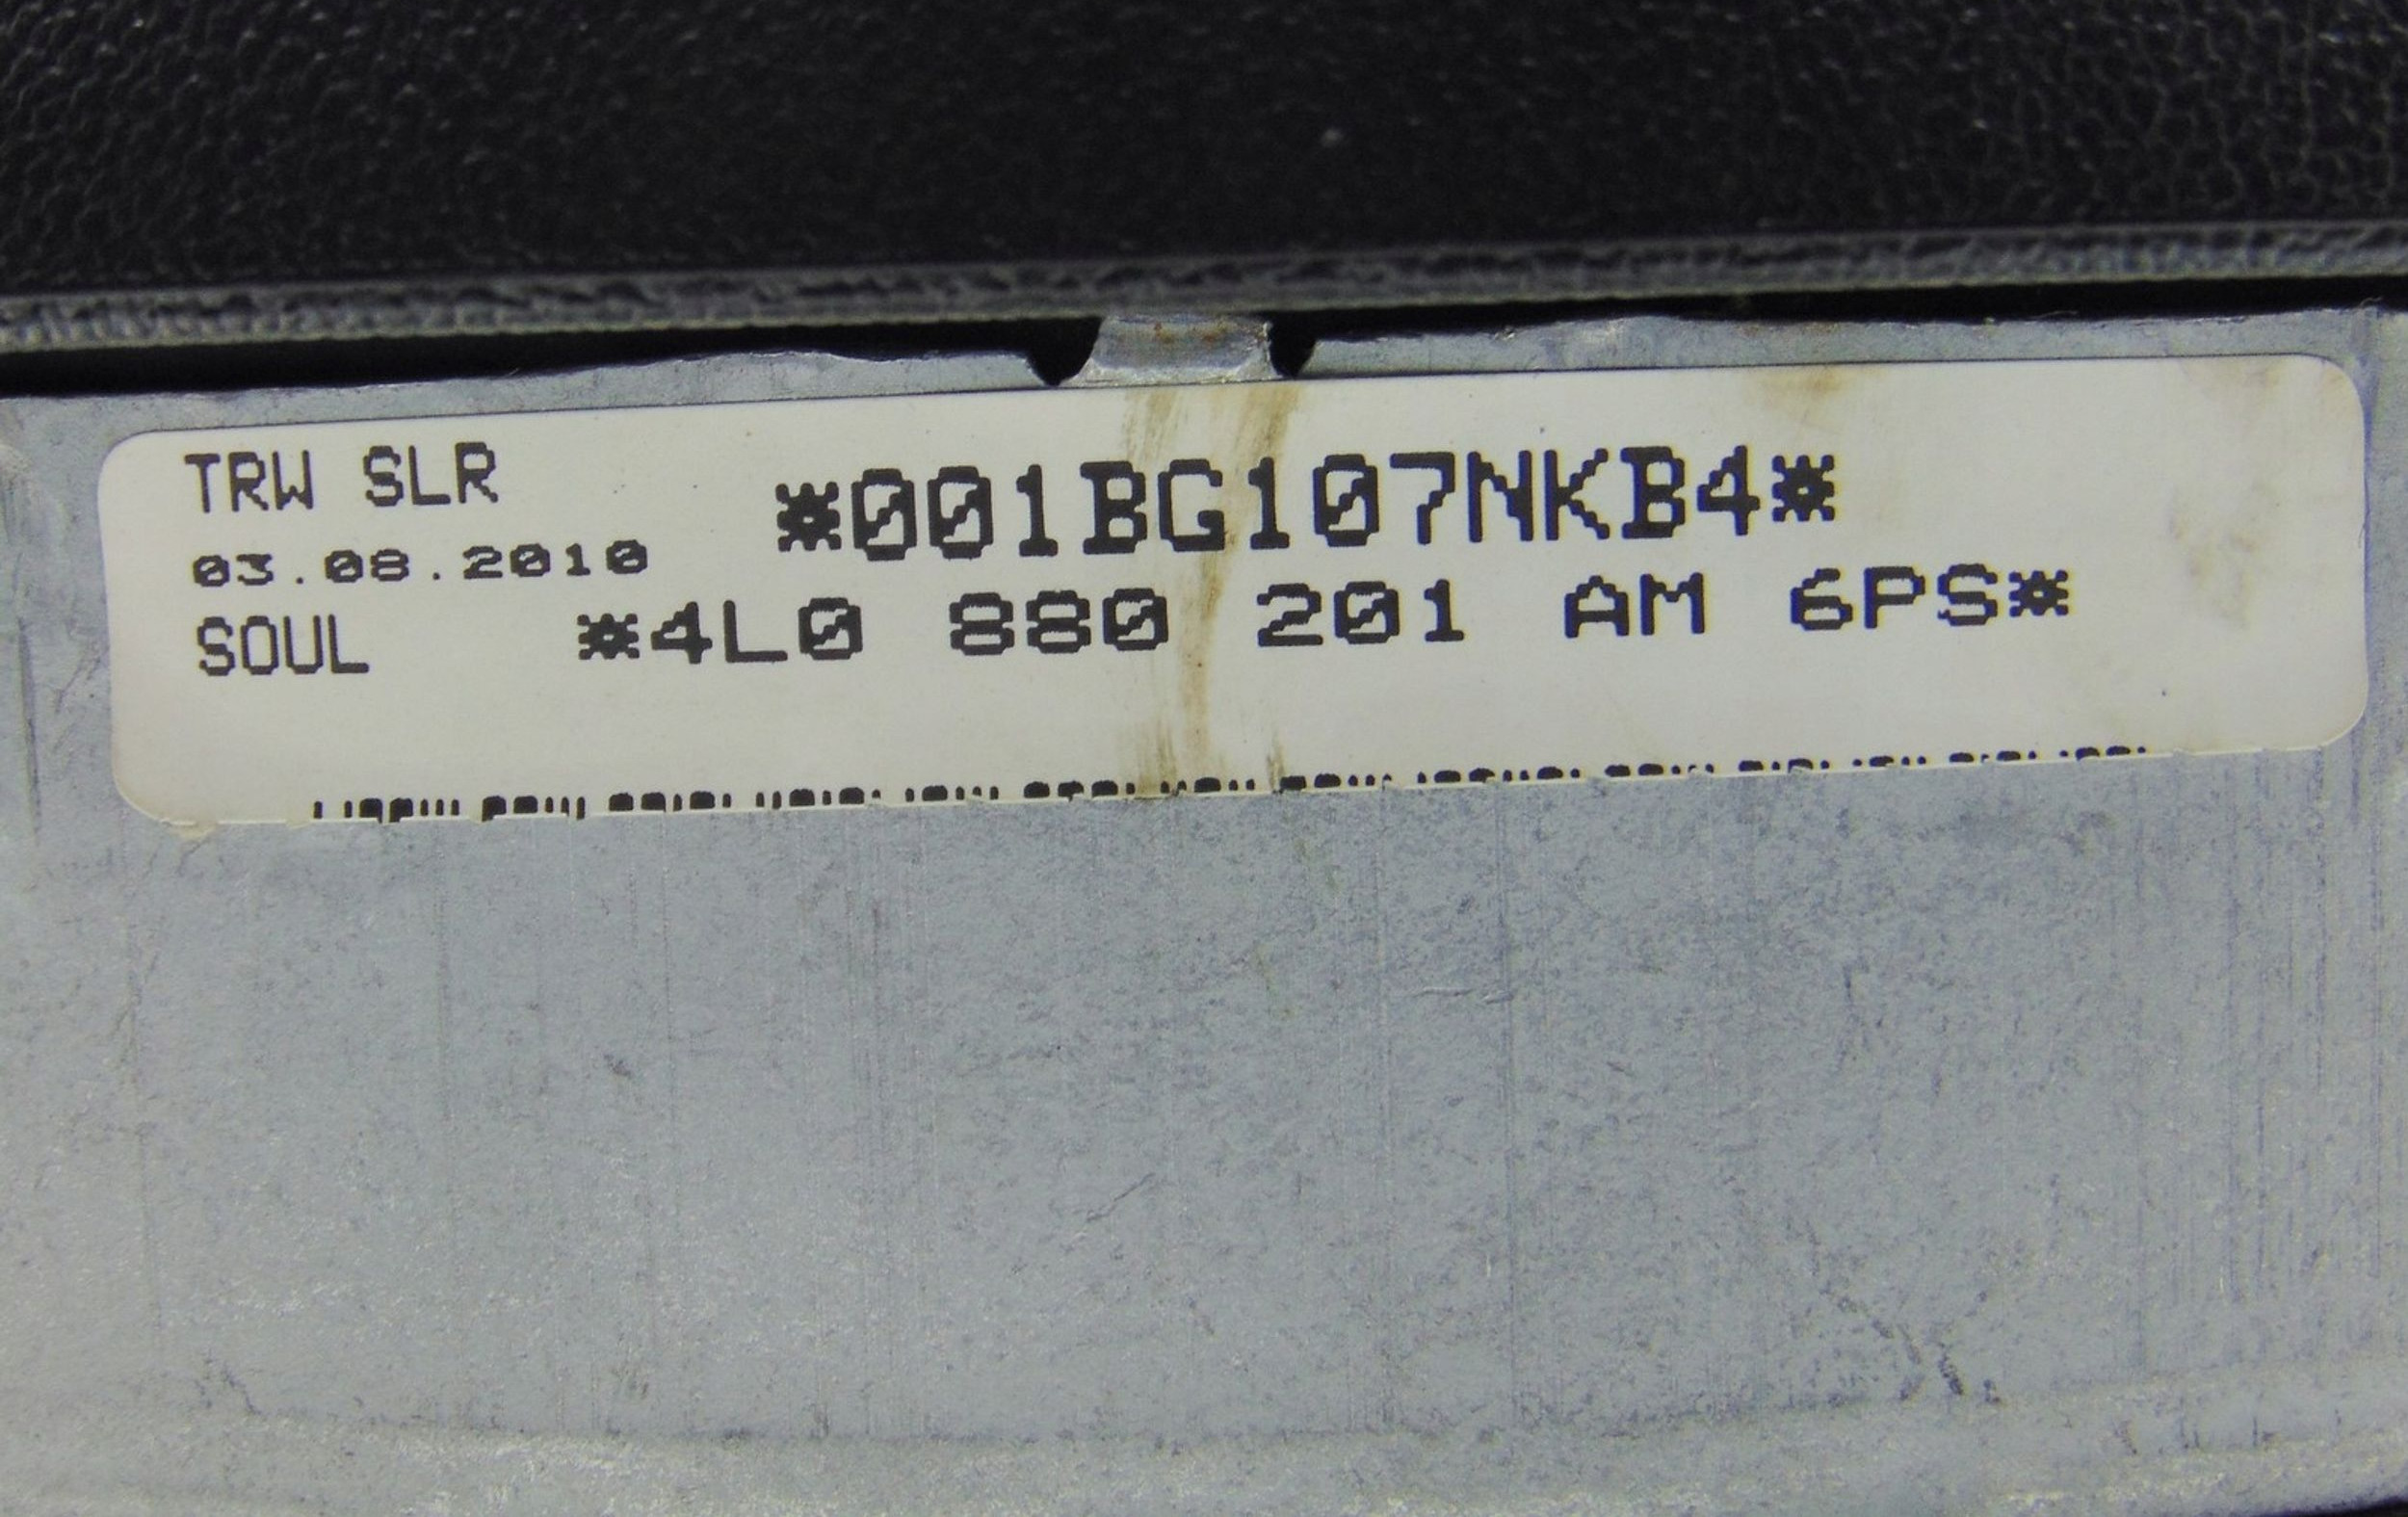 TRW SLR
*001BG107NKB4*
03.08.2010
SOUL *4L0 880 201 AM 6PS*